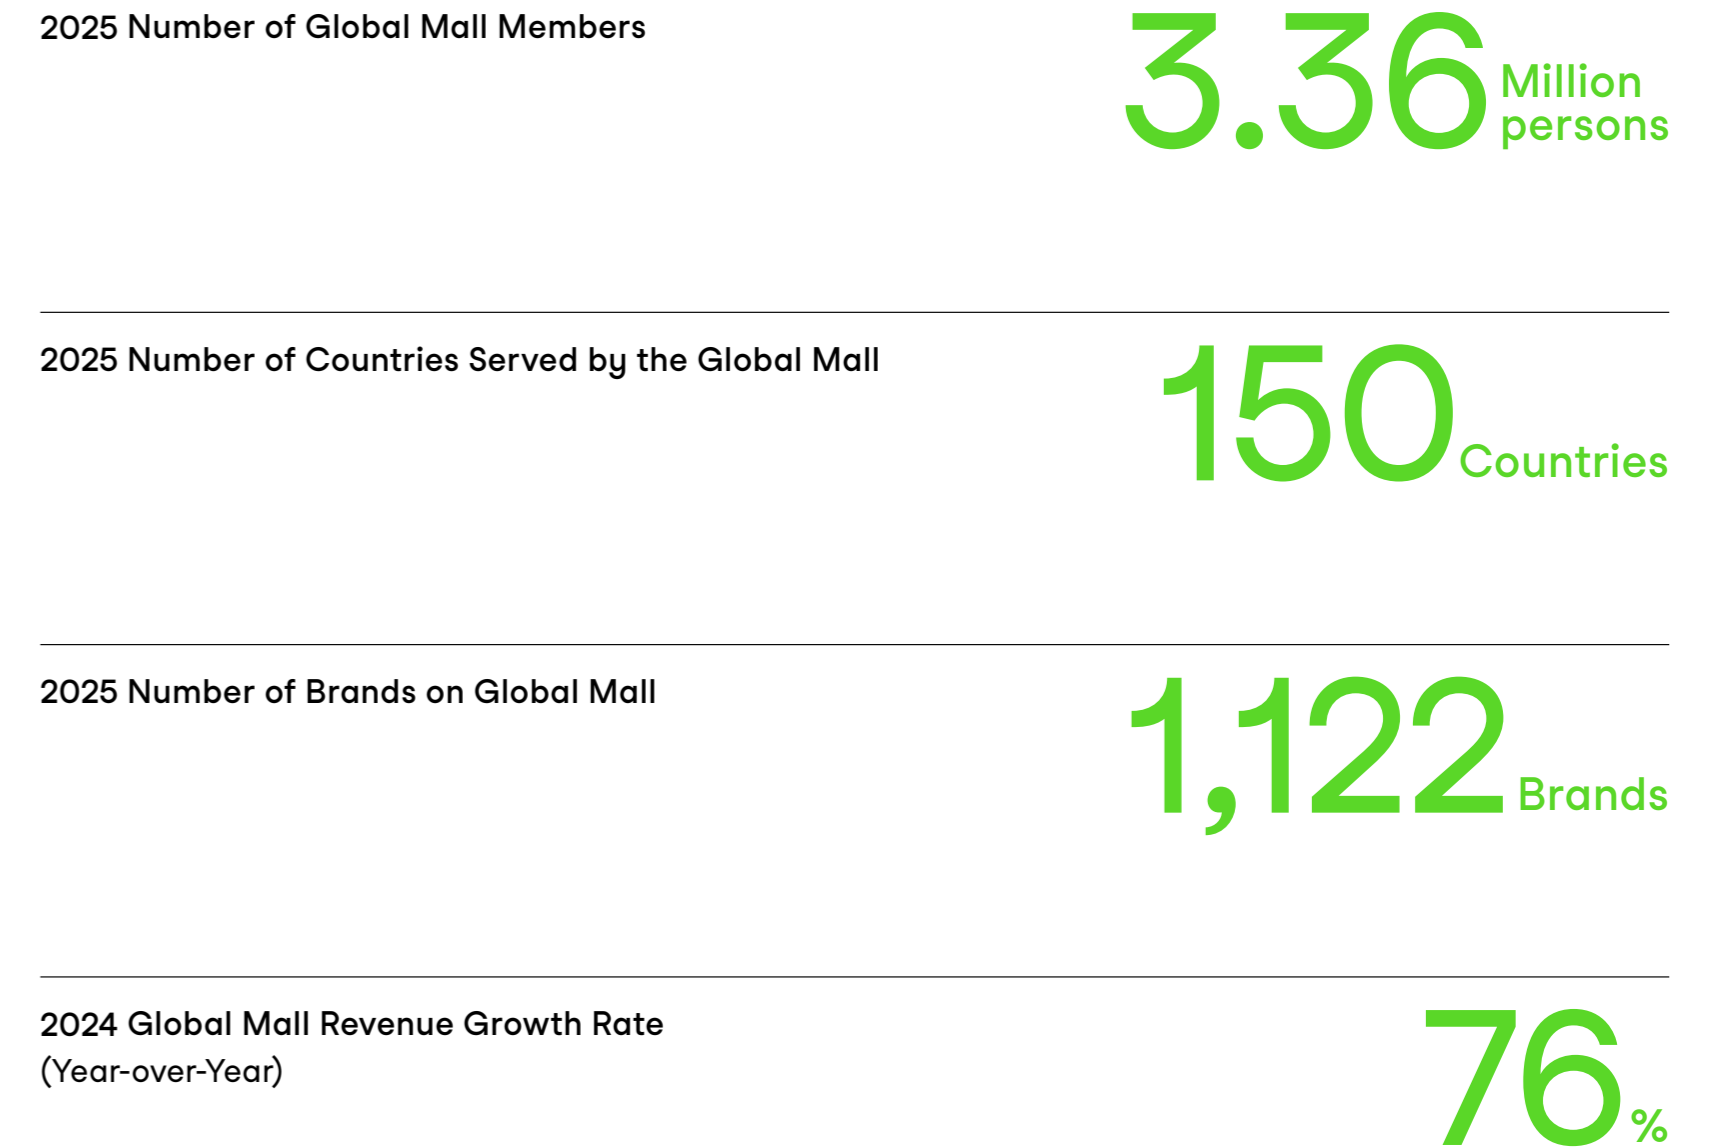 2025 Number of Global Mall Members
3.36 Million
persons
2025 Number of Countries Served by the Global Mall
150 Countries
2025 Number of Brands on Global Mall
1,122 Brands
2024 Global Mall Revenue Growth Rate
(Year-over-Year)
76 %